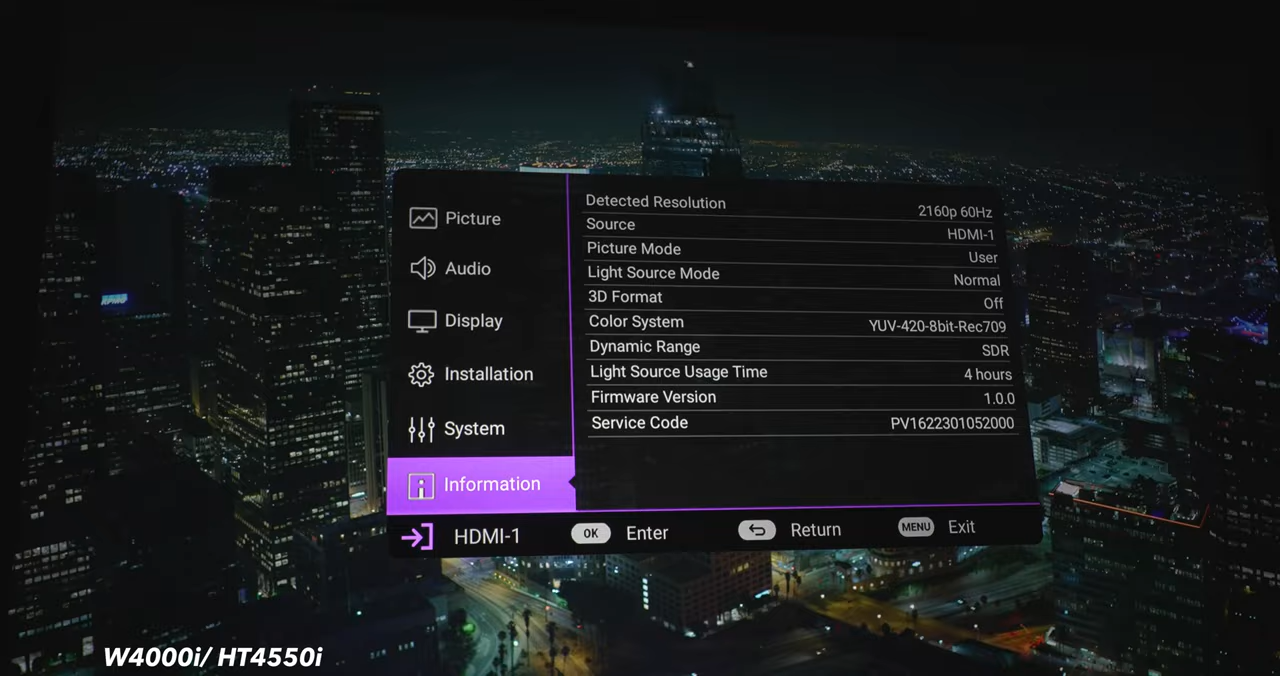 KPMG
Picture
Audio
Display
Installation
System
Information
Detected Resolution 2160p 60Hz
Source HDMI-1
Picture Mode User
Light Source Mode Normal
3D Format Off
Color System YUV-420-8bit-Rec709
Dynamic Range SDR
Light Source Usage Time 4 hours
Firmware Version 1.0.0
Service Code PV1622301052000
HDMI-1 OK Enter Return MENU Exit
W4000i/ HT4550i